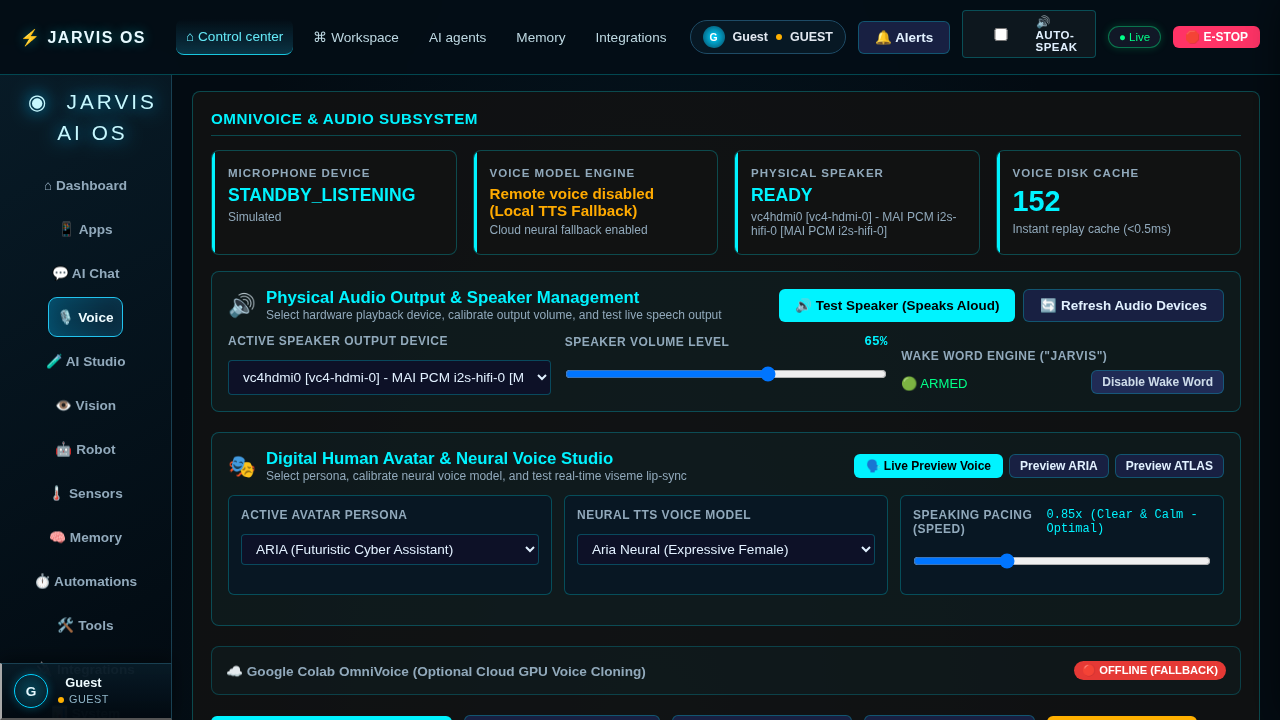 ⚡ JARVIS OS
⌂ Control center
⌘ Workspace
AI agents
Memory
Integrations
G Guest • GUEST
🔔 Alerts
🔊
AUTO-
SPEAK
● Live
🛑 E-STOP
◉ JARVIS
AI OS
⌂ Dashboard
📱 Apps
💬 AI Chat
🎙️ Voice
🧪 AI Studio
👁️ Vision
🤖 Robot
🌡️ Sensors
🧠 Memory
⏱️ Automations
🛠️ Tools
Integrations
G
Guest
GUEST
OMNIVOICE & AUDIO SUBSYSTEM
MICROPHONE DEVICE
STANDBY_LISTENING
Simulated
VOICE MODEL ENGINE
Remote voice disabled
(Local TTS Fallback)
Cloud neural fallback enabled
PHYSICAL SPEAKER
READY
vc4hdmi0 [vc4-hdmi-0] - MAI PCM i2s-
hifi-0 [MAI PCM i2s-hifi-0]
VOICE DISK CACHE
152
Instant replay cache (<0.5ms)
🔊 Physical Audio Output & Speaker Management
Select hardware playback device, calibrate output volume, and test live speech output
🔊 Test Speaker (Speaks Aloud)
🔄 Refresh Audio Devices
ACTIVE SPEAKER OUTPUT DEVICE
vc4hdmi0 [vc4-hdmi-0] - MAI PCM i2s-hifi-0 [M
SPEAKER VOLUME LEVEL 65%
WAKE WORD ENGINE ("JARVIS")
🟢 ARMED
Disable Wake Word
🎭 Digital Human Avatar & Neural Voice Studio
Select persona, calibrate neural voice model, and test real-time viseme lip-sync
🗣️ Live Preview Voice
Preview ARIA
Preview ATLAS
ACTIVE AVATAR PERSONA
ARIA (Futuristic Cyber Assistant)
NEURAL TTS VOICE MODEL
Aria Neural (Expressive Female)
SPEAKING PACING
(SPEED)
0.85x (Clear & Calm -
Optimal)
☁️ Google Colab OmniVoice (Optional Cloud GPU Voice Cloning)
🔴 OFFLINE (FALLBACK)